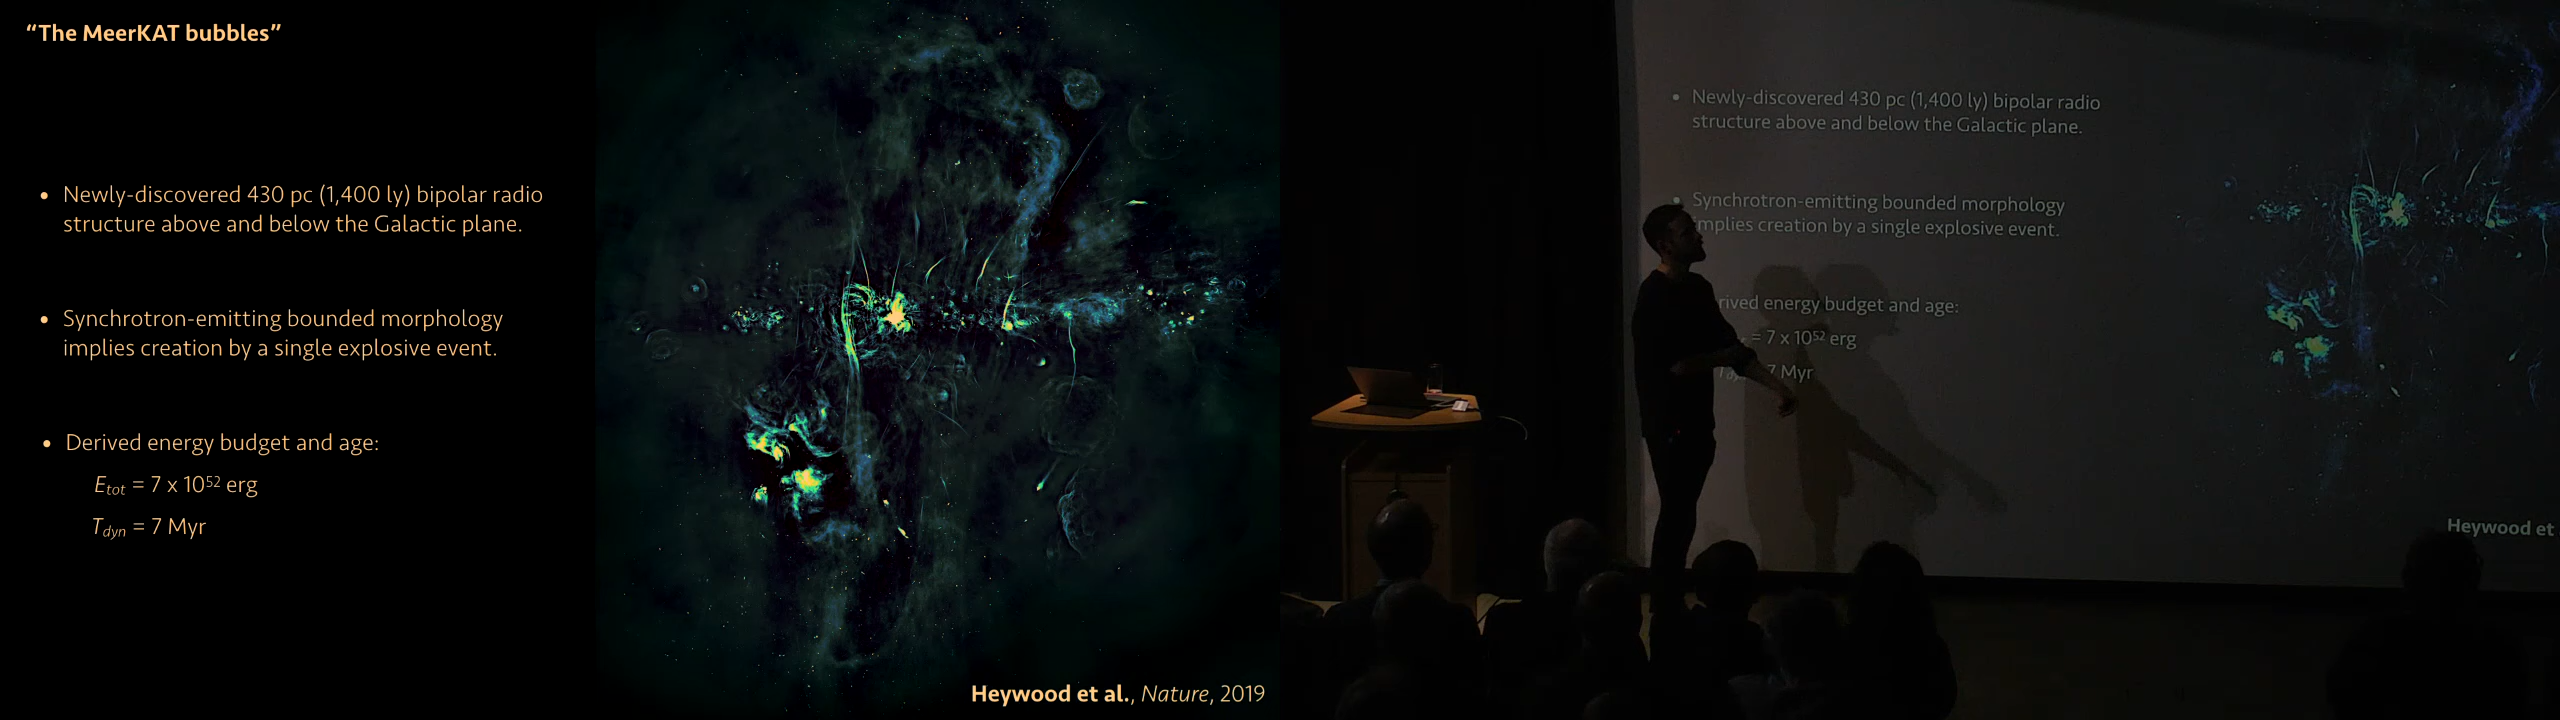 “The MeerKAT bubbles”
• Newly-discovered 430 pc (1,400 ly) bipolar radio
structure above and below the Galactic plane.
• Synchrotron-emitting bounded morphology
implies creation by a single explosive event.
• Derived energy budget and age:
Etot = 7 x 10⁵² erg
Tdyn = 7 Myr
Heywood et al., Nature, 2019
• Newly-discovered 430 pc (1,400 ly) bipolar radio
structure above and below the Galactic plane.
• Synchrotron-emitting bounded morphology
implies creation by a single explosive event.
rived energy budget and age:
= 7 x 10⁵² erg
7 Myr
Heywood et